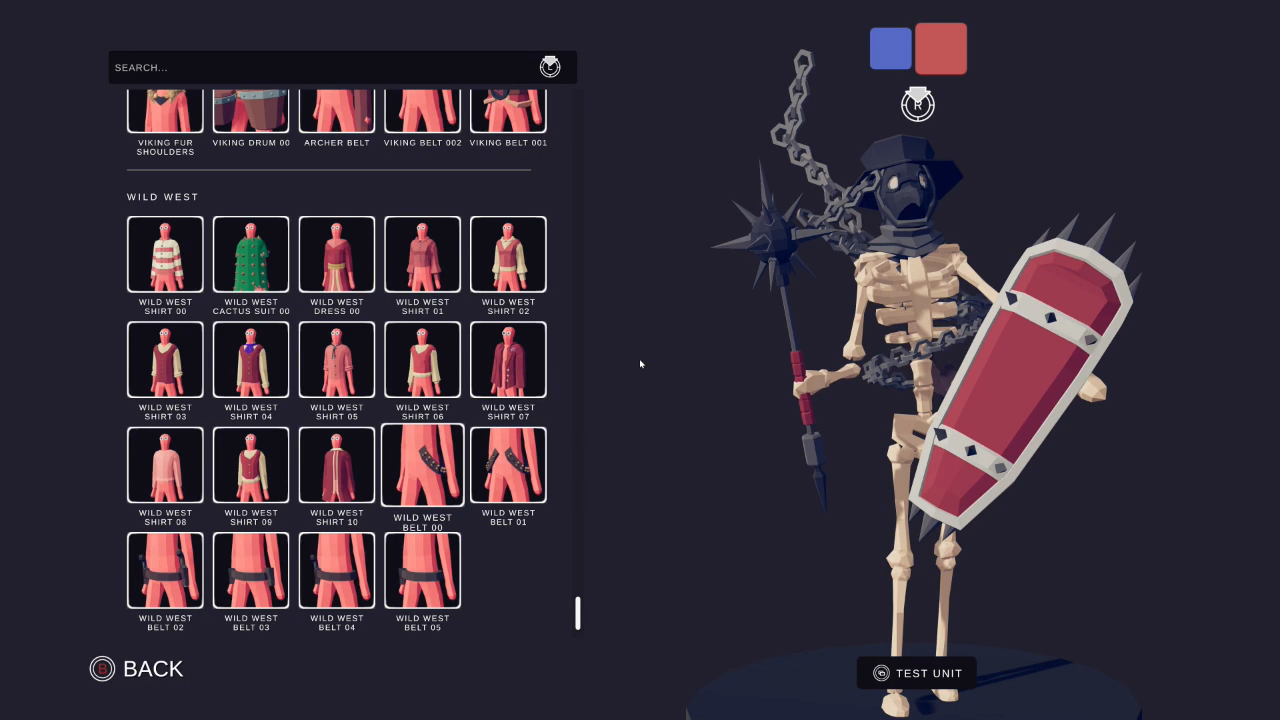 SEARCH...
L
R
VIKING FUR
SHOULDERS
VIKING DRUM 00
ARCHER BELT
VIKING BELT 002
VIKING BELT 001
WILD WEST
WILD WEST
SHIRT 00
WILD WEST
CACTUS SUIT 00
WILD WEST
DRESS 00
WILD WEST
SHIRT 01
WILD WEST
SHIRT 02
WILD WEST
SHIRT 03
WILD WEST
SHIRT 04
WILD WEST
SHIRT 05
WILD WEST
SHIRT 06
WILD WEST
SHIRT 07
WILD WEST
SHIRT 08
WILD WEST
SHIRT 09
WILD WEST
SHIRT 10
WILD WEST
BELT 00
WILD WEST
BELT 01
WILD WEST
BELT 02
WILD WEST
BELT 03
WILD WEST
BELT 04
WILD WEST
BELT 05
B BACK
TEST UNIT